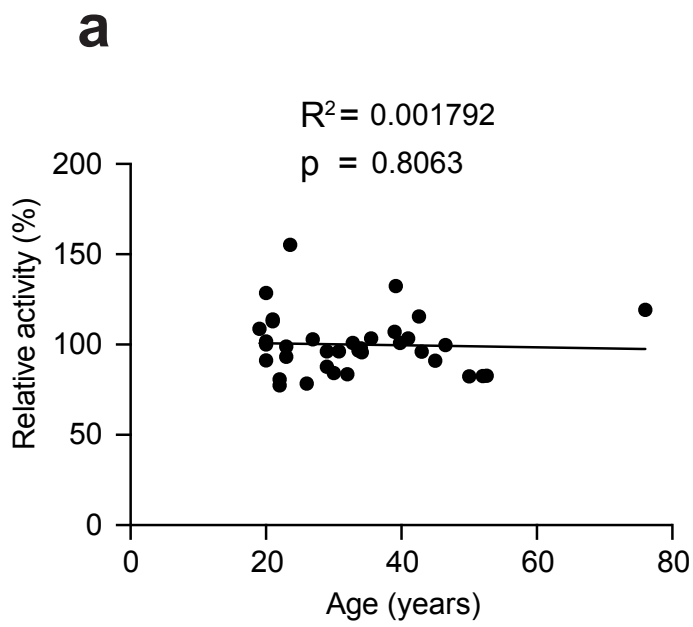 a
R² = 0.001792
p = 0.8063
200
150
100
50
0
Relative activity (%)
0 20 40 60 80
Age (years)